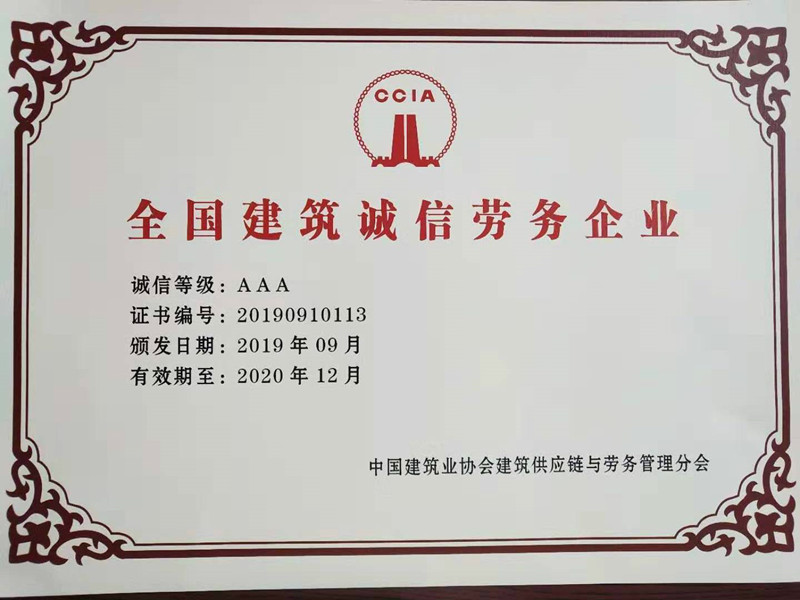 CCIA
全国建筑诚信劳务企业
诚信等级：AAA
证书编号：20190910113
颁发日期：2019年09月
有效期至：2020年12月
中国建筑业协会建筑供应链与劳务管理分会